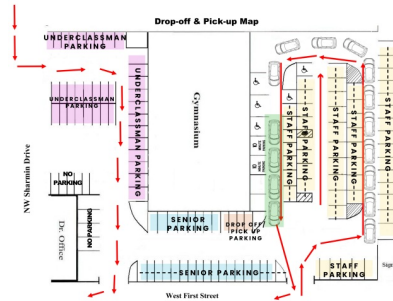 Drop-off & Pick-up Map
UNDERCLASSMAN
PARKING
UNDERCLASSMAN
PARKING
UNDERCLASSMAN PARKING
Gymnasium
STAFF PARKING
STAFF PARKING
STAFF PARKING
STAFF PARKING
STAFF PARKING
NW Sharmin Drive
NO
PARKING
NO PARKING
Dr. Office
SENIOR
PARKING
DROP OFF/
PICK UP
PARKING
SENIOR PARKING
STAFF
PARKING
Sign
West First Street